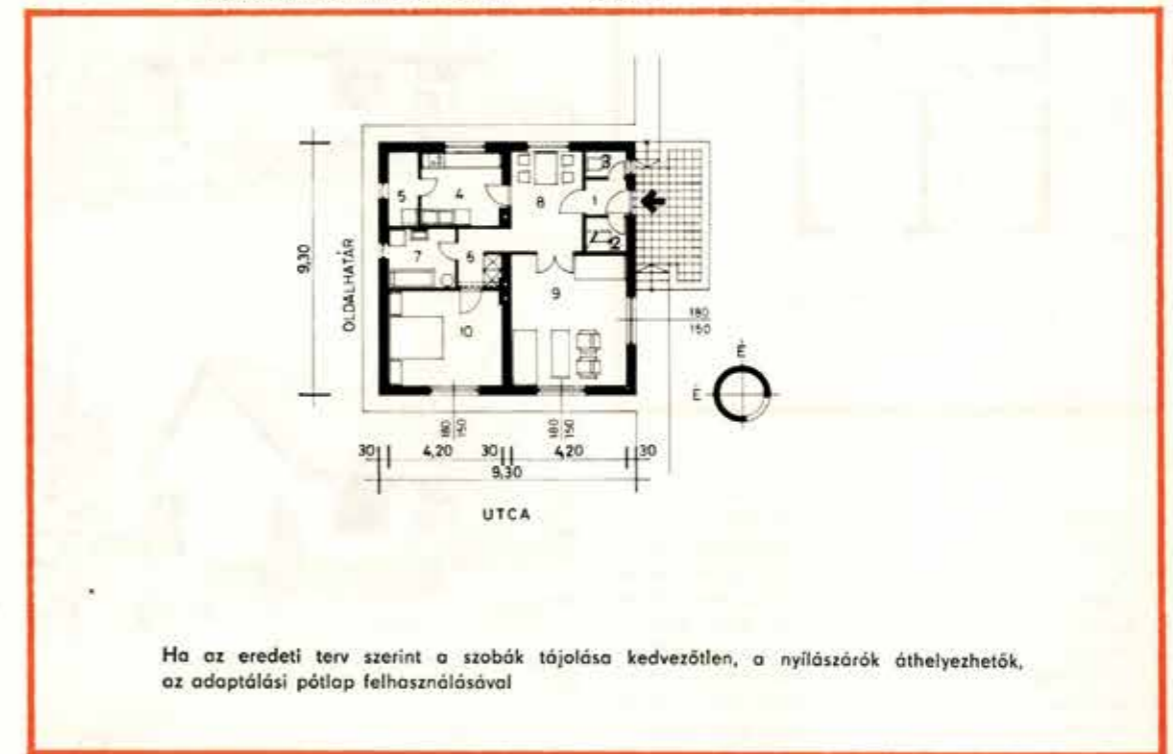 3
5 4 8 1
2
9,30
OLDALHATÁR
7 6
9
180
150
10
É
É
180
150
180
150
30 4,20 30 4,20 30
9,30
UTCA
Ha az eredeti terv szerint a szobák tájolása kedvezőtlen, a nyílászárók áthelyezhetők,
az adaptálási pótlap felhasználásával